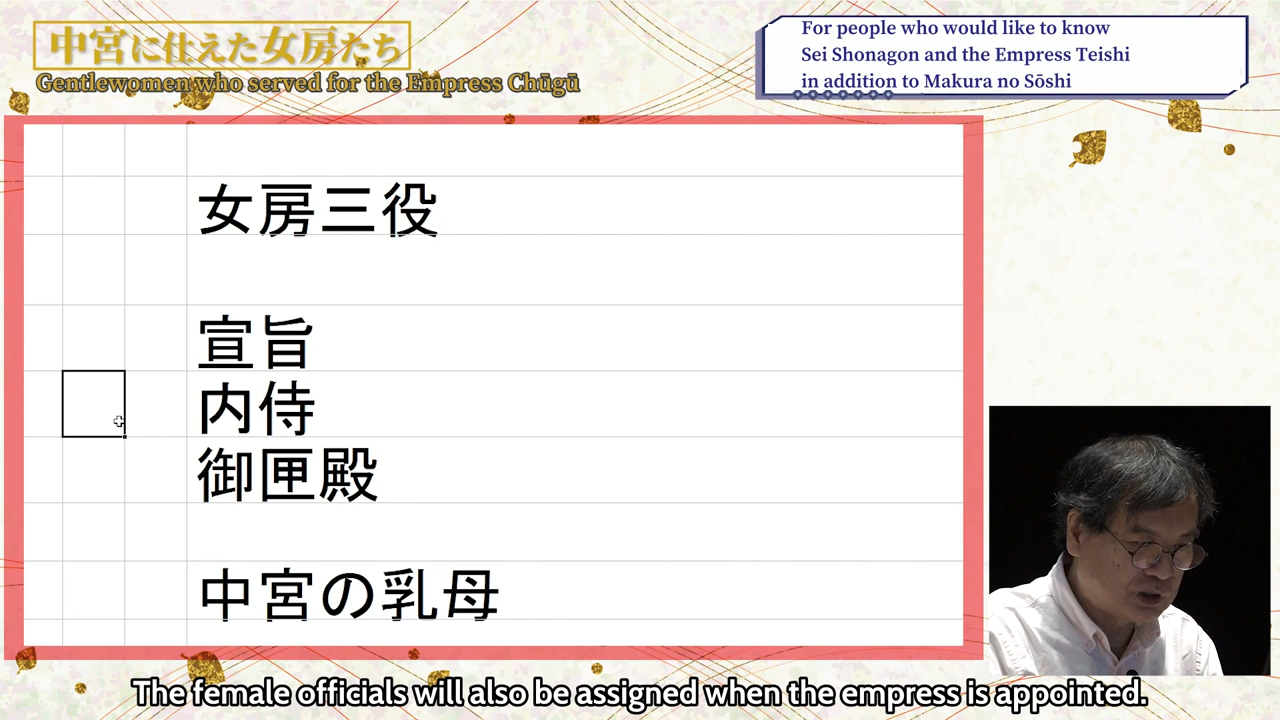 中宮に仕えた女房たち
Gentlewomen who served for the Empress Chūgū
For people who would like to know
Sei Shonagon and the Empress Teishi
in addition to Makura no Sōshi
女房三役
宣旨
内侍
御匣殿
中宮の乳母
The female officials will also be assigned when the empress is appointed.